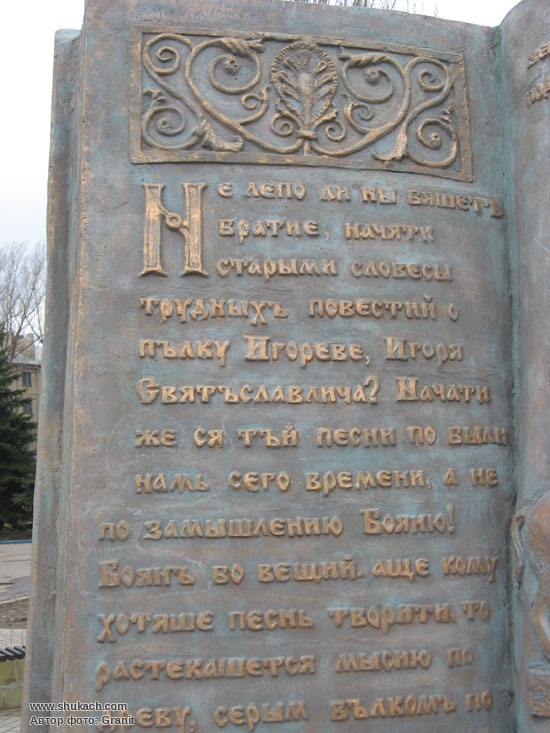 Не лепо ли ны бяшетъ
братие, начяти
старыми словесы
трудныхъ повестий о
пълку Игореве, Игоря
Святъславлича? Начати
же ся тъй песни по были
намь сего времени, а не
по замышлению Бояню!
Боянъ бо вещий. аще кому
хотяше песнь творити, то
растекашется мысию по
древу, серым вълкомъ по
www.shukach.com
Автор фото: Granit